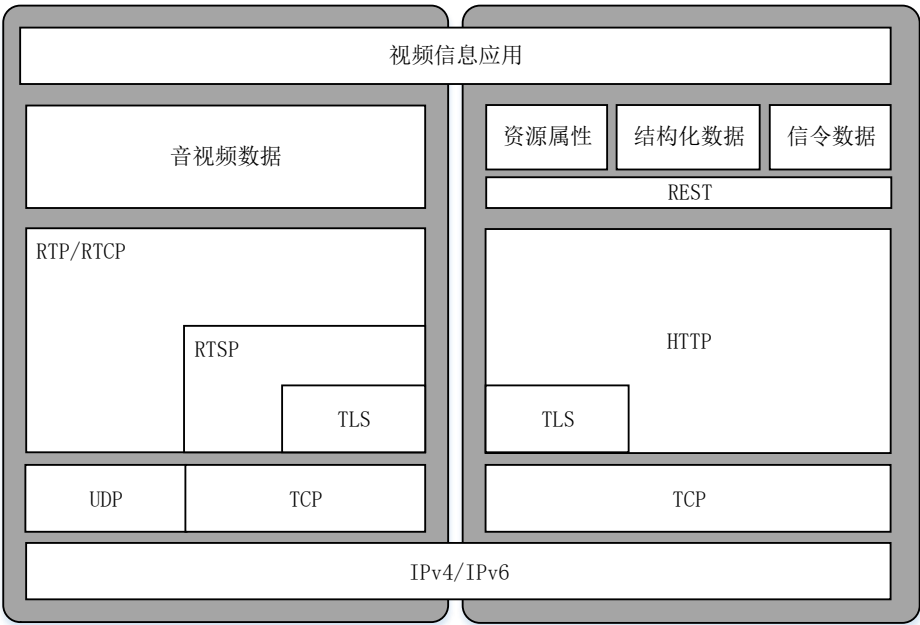 视频信息应用
音视频数据
资源属性
结构化数据
信令数据
REST
RTP/RTCP
RTSP
TLS
HTTP
TLS
UDP
TCP
TCP
IPv4/IPv6